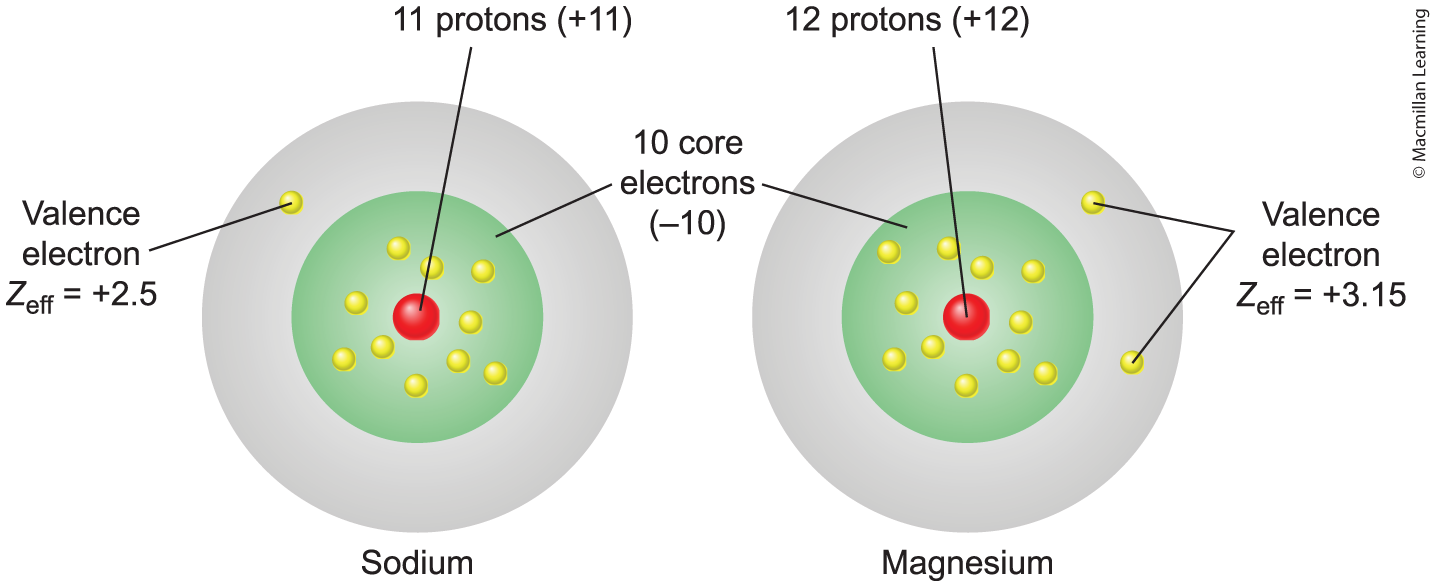 11 protons (+11)
12 protons (+12)
10 core
electrons
(–10)
Valence
electron
Zeff = +2.5
Valence
electron
Zeff = +3.15
Sodium
Magnesium
© Macmillan Learning